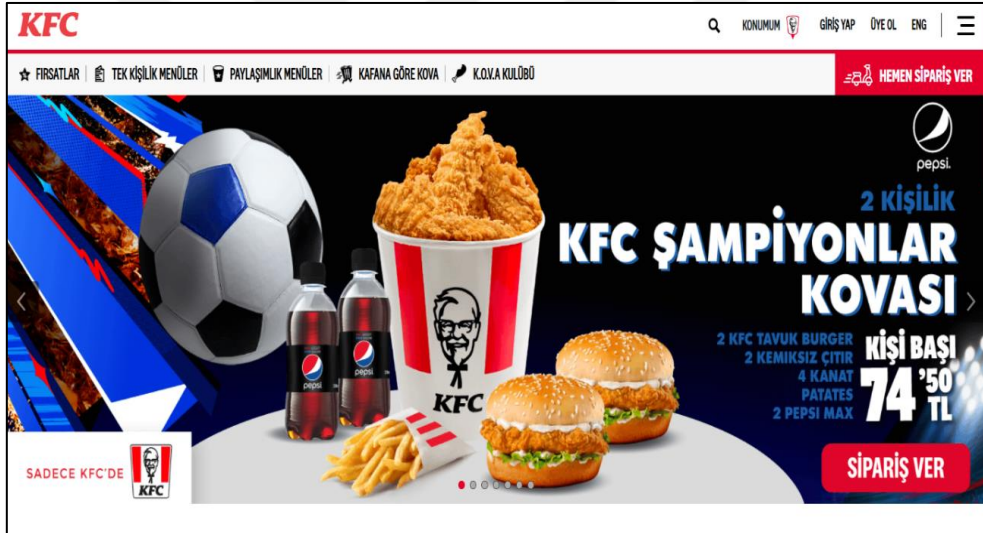 KFC
KONUMUM
GİRİŞ YAP
ÜYE OL
ENG
FIRSATLAR
TEK KİŞİLİK MENÜLER
PAYLAŞIMLIK MENÜLER
KAFANA GÖRE KOVA
K.O.V.A KULÜBÜ
HEMEN SİPARİŞ VER
pepsi.
2 KİŞİLİK
KFC ŞAMPİYONLAR
KOVASI
2 KFC TAVUK BURGER
2 KEMIKSIZ ÇITIR
4 KANAT
PATATES
2 PEPSI MAX
KİŞİ BAŞI
74 '50
TL
pepsi
pepsi
KFC
SADECE KFC'DE
KFC
SİPARİŞ VER